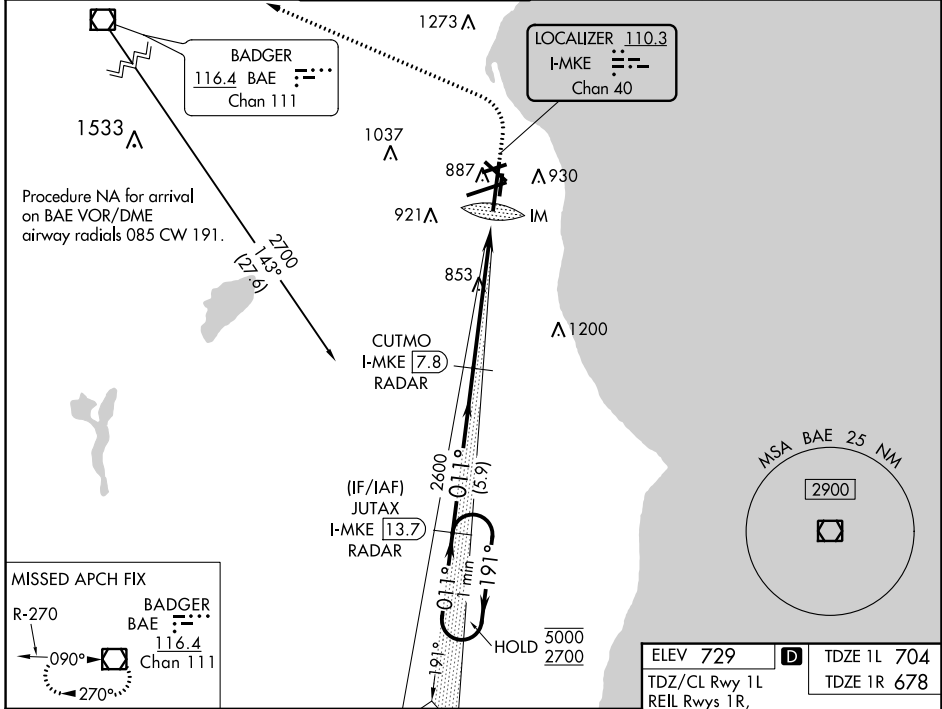 1273
LOCALIZER 110.3
I-MKE
Chan 40
BADGER
116.4 BAE
Chan 111
1533
1037
887
930
Procedure NA for arrival
on BAE VOR/DME
airway radials 085 CW 191.
921
IM
2700
143°
(27.6)
853
1200
CUTMO
I-MKE 7.8
RADAR
MSA BAE 25 NM
2900
2600
011°
(5.9)
(IF/IAF)
JUTAX
I-MKE 13.7
RADAR
011°
1 min
191°
HOLD 5000
2700
191°
MISSED APCH FIX
R-270
BADGER
BAE
116.4
Chan 111
090°
270°
ELEV 729 D TDZE 1L 704
TDZE 1R 678
TDZ/CL Rwy 1L
REIL Rwys 1R,